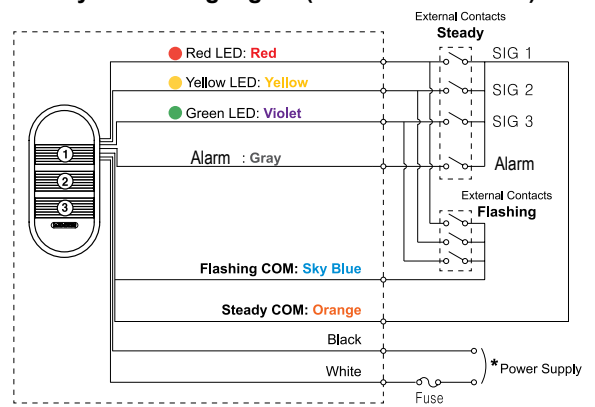 External Contacts
Steady
Red LED: Red
SIG 1
Yellow LED: Yellow
SIG 2
Green LED: Violet
SIG 3
Alarm : Gray
Alarm
1
2
3
External Contacts
Flashing
Flashing COM: Sky Blue
Steady COM: Orange
Black
White
*Power Supply
Fuse